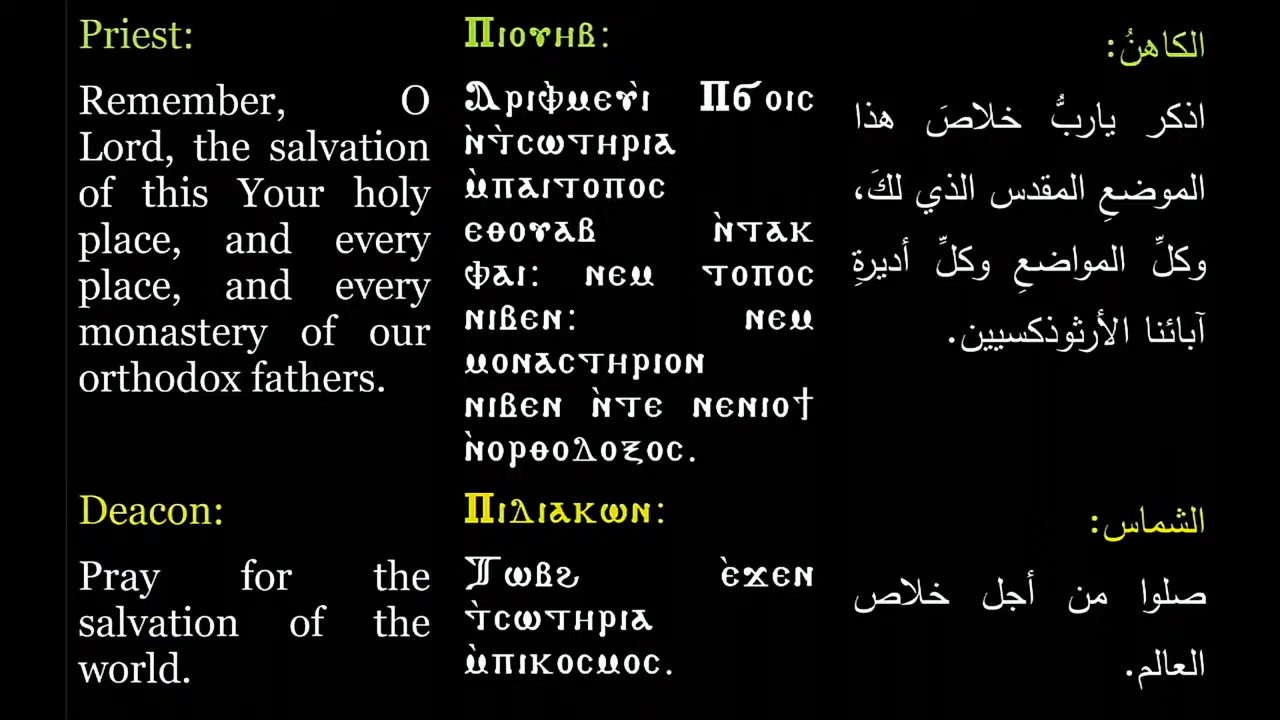 Priest:
Remember, O
Lord, the salvation
of this Your holy
place, and every
place, and every
monastery of our
orthodox fathers.
Deacon:
Pray for the
salvation of the
world.
Ⲡⲓⲟⲩⲏⲃ:
Ⲁⲣⲓⲫ̀ⲙⲉⲩⲓ̀ Ⲡϭⲟⲓⲥ
ⲛ̀ⲧ̀ⲥⲱⲧⲏⲣⲓⲁ
ⲙ̀ⲡⲁⲓⲧⲟⲡⲟⲥ
ⲉⲑⲟⲩⲁⲃ ⲛ̀ⲧⲁⲕ
ⲫⲁⲓ: ⲛⲉⲙ ⲧⲟⲡⲟⲥ
ⲛⲓⲃⲉⲛ: ⲛⲉⲙ
ⲙⲟⲛⲁⲥⲧⲏⲣⲓⲟⲛ
ⲛⲓⲃⲉⲛ ⲛ̀ⲧⲉ ⲛⲉⲛⲓⲟϯ
ⲛ̀ⲟⲣⲑⲟⲇⲟⲝⲟⲥ.
Ⲡⲓⲇⲓⲁⲕⲱⲛ:
Ⲧⲱⲃϩ ⲉ̀ϫⲉⲛ
ⲧ̀ⲥⲱⲧⲏⲣⲓⲁ
ⲙ̀ⲡⲓⲕⲟⲥⲙⲟⲥ.
الكاهنُ:
اذكر ياربُّ خلاصَ هذا
الموضعِ المقدس الذي لكَ،
وكلِّ المواضعِ وكلِّ أديرةِ
آبائنا الأرثوذكسيين.
الشماس:
صلوا من أجل خلاص
العالم.